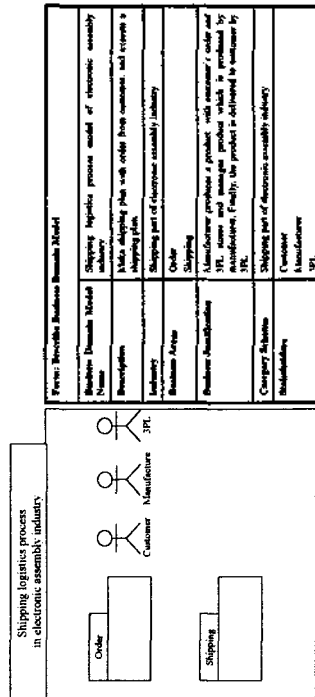 Shipping logistics process
in electronic assembly industry
Order
Shipping
Customer
Manufacture
3PL
Form: Describe Business Domain Model
Business Domain Model
Name
Shipping logistics process model of electronic assembly
industry
Description
Make shipping plan with order from customer, and execute a
shipping plan.
Industry
Shipping part of electronic assembly industry
Business Areas
Order
Shipping
Business Justification
Manufacturer produces a product with customer's order and
3PL stores and manages product which is produced by
manufacturer. Finally, the product is delivered to customer by
3PL
Category Schemes
Shipping part of electronic assembly industry
Stakeholders
Customer
Manufacturer
3PL